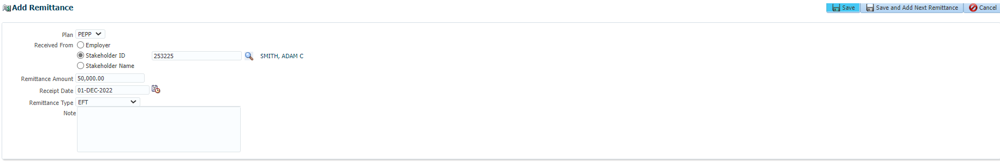 Add Remittance
Save Save and Add Next Remittance Cancel
Plan PEPP
Received From Employer
Stakeholder ID 253225 SMITH, ADAM C
Stakeholder Name
Remittance Amount 50,000.00
Receipt Date 01-DEC-2022
Remittance Type EFT
Note